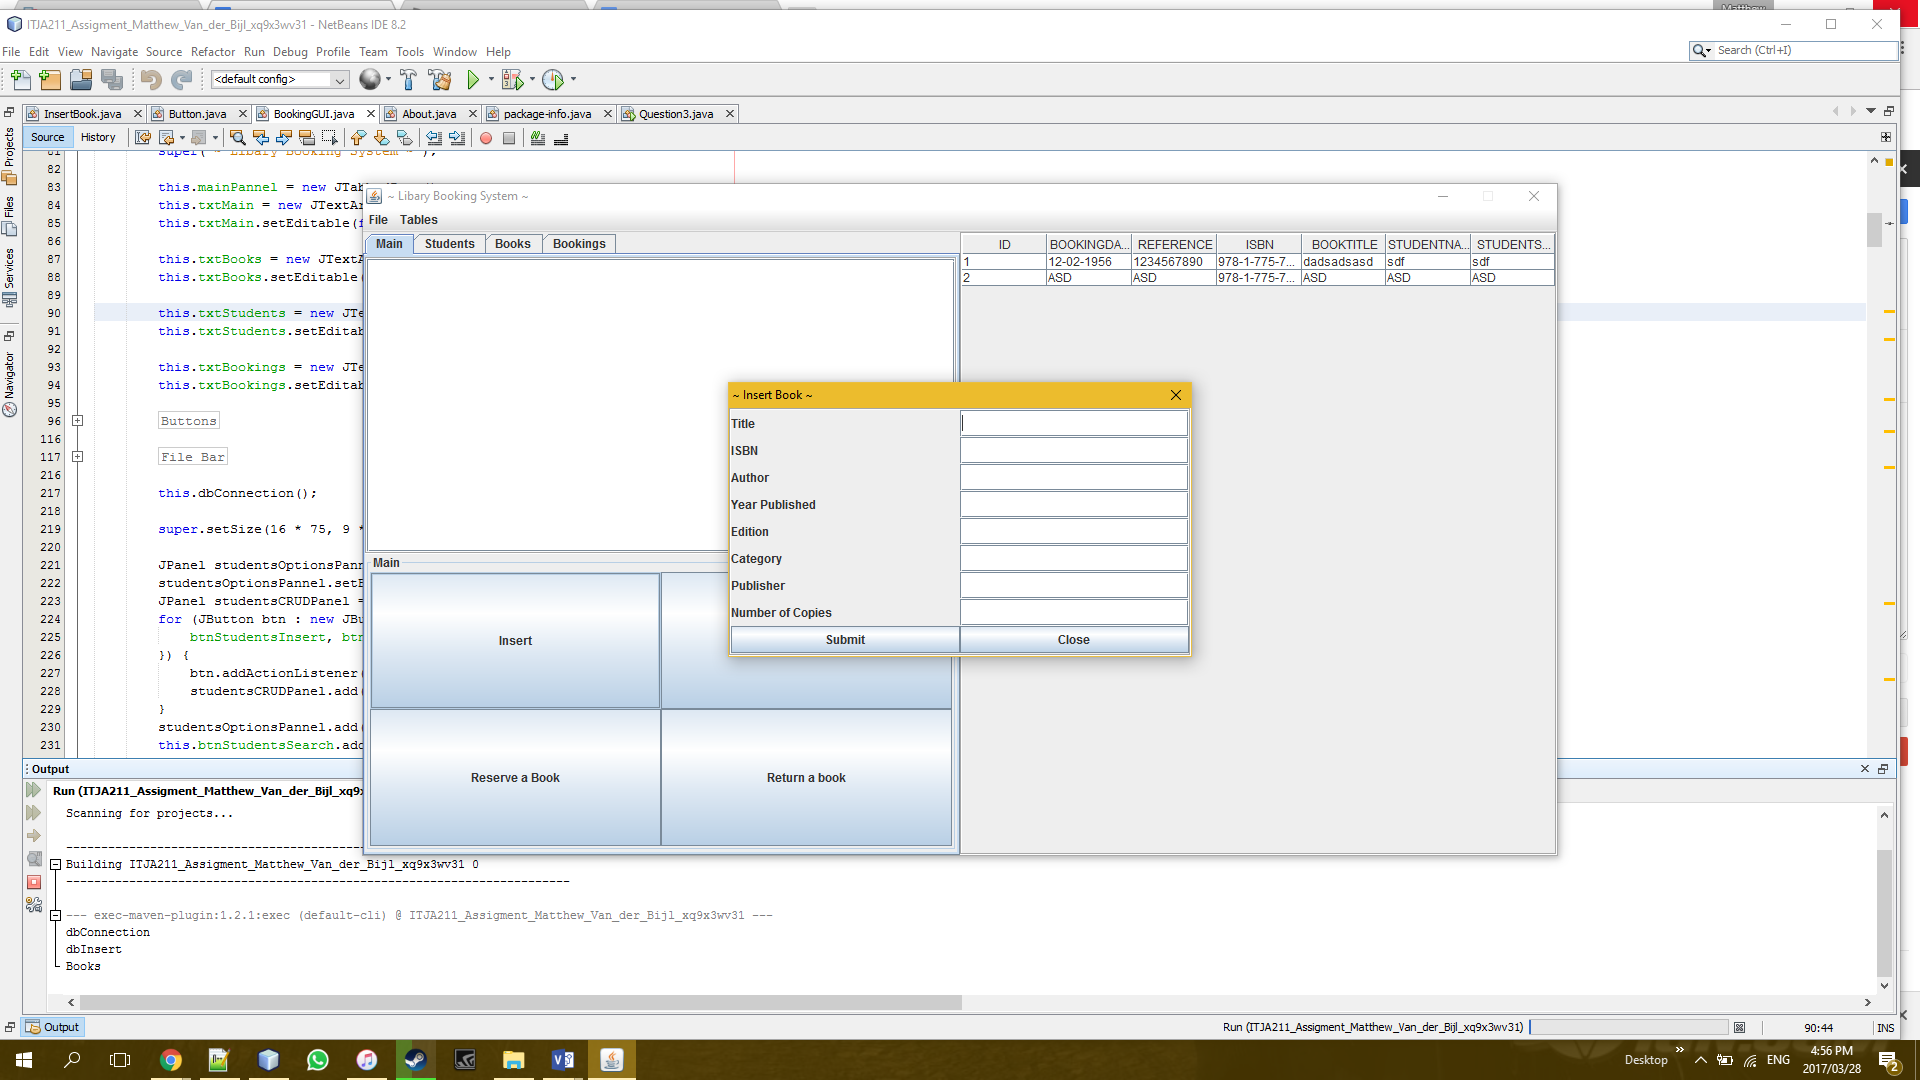 Matthew
ITJA211_Assigment_Matthew_Van_der_Bijl_xq9x3wv31 - NetBeans IDE 8.2
File Edit View Navigate Source Refactor Run Debug Profile Team Tools Window Help
Search (Ctrl+I)
<default config>
InsertBook.java Button.java BookingGUI.java About.java package-info.java Question3.java
Source History
Projects
Files
Services
Navigator
81 super("~ Libary Booking System ~");
82
83 this.mainPannel = new JTab
84 this.txtMain = new JTextAr
85 this.txtMain.setEditable(f
86
87 this.txtBooks = new JTextA
88 this.txtBooks.setEditable(
89
90 this.txtStudents = new JTe
91 this.txtStudents.setEditab
92
93 this.txtBookings = new JTe
94 this.txtBookings.setEditab
95
96 Buttons
116
117 File Bar
216
217 this.dbConnection();
218
219 super.setSize(16 * 75, 9 *
220
221 JPanel studentsOptionsPann
222 studentsOptionsPannel.setB
223 JPanel studentsCRUDPanel =
224 for (JButton btn : new JBu
225 btnStudentsInsert, btn
226 }) {
227 btn.addActionListener(
228 studentsCRUDPanel.add(
229 }
230 studentsOptionsPannel.add(
231 this.btnStudentsSearch.add
~ Libary Booking System ~
File Tables
Main Students Books Bookings
ID BOOKINGDA... REFERENCE ISBN BOOKTITLE STUDENTNA... STUDENTS...
1 12-02-1956 1234567890 978-1-775-7... dadsadsasd sdf sdf
2 ASD ASD 978-1-775-7... ASD ASD ASD
Main
Insert
Reserve a Book
Return a book
~ Insert Book ~
Title
ISBN
Author
Year Published
Edition
Category
Publisher
Number of Copies
Submit Close
Output
Run (ITJA211_Assigment_Matthew_Van_der_Bijl_xq9x
Scanning for projects...
------------------------------------------------------------------------
Building ITJA211_Assigment_Matthew_Van_der_Bijl_xq9x3wv31 0
------------------------------------------------------------------------
--- exec-maven-plugin:1.2.1:exec (default-cli) @ ITJA211_Assigment_Matthew_Van_der_Bijl_xq9x3wv31 ---
dbConnection
dbInsert
Books
Output
Run (ITJA211_Assigment_Matthew_Van_der_Bijl_xq9x3wv31)
90:44 INS
Desktop
ENG
4:56 PM
2017/03/28
2